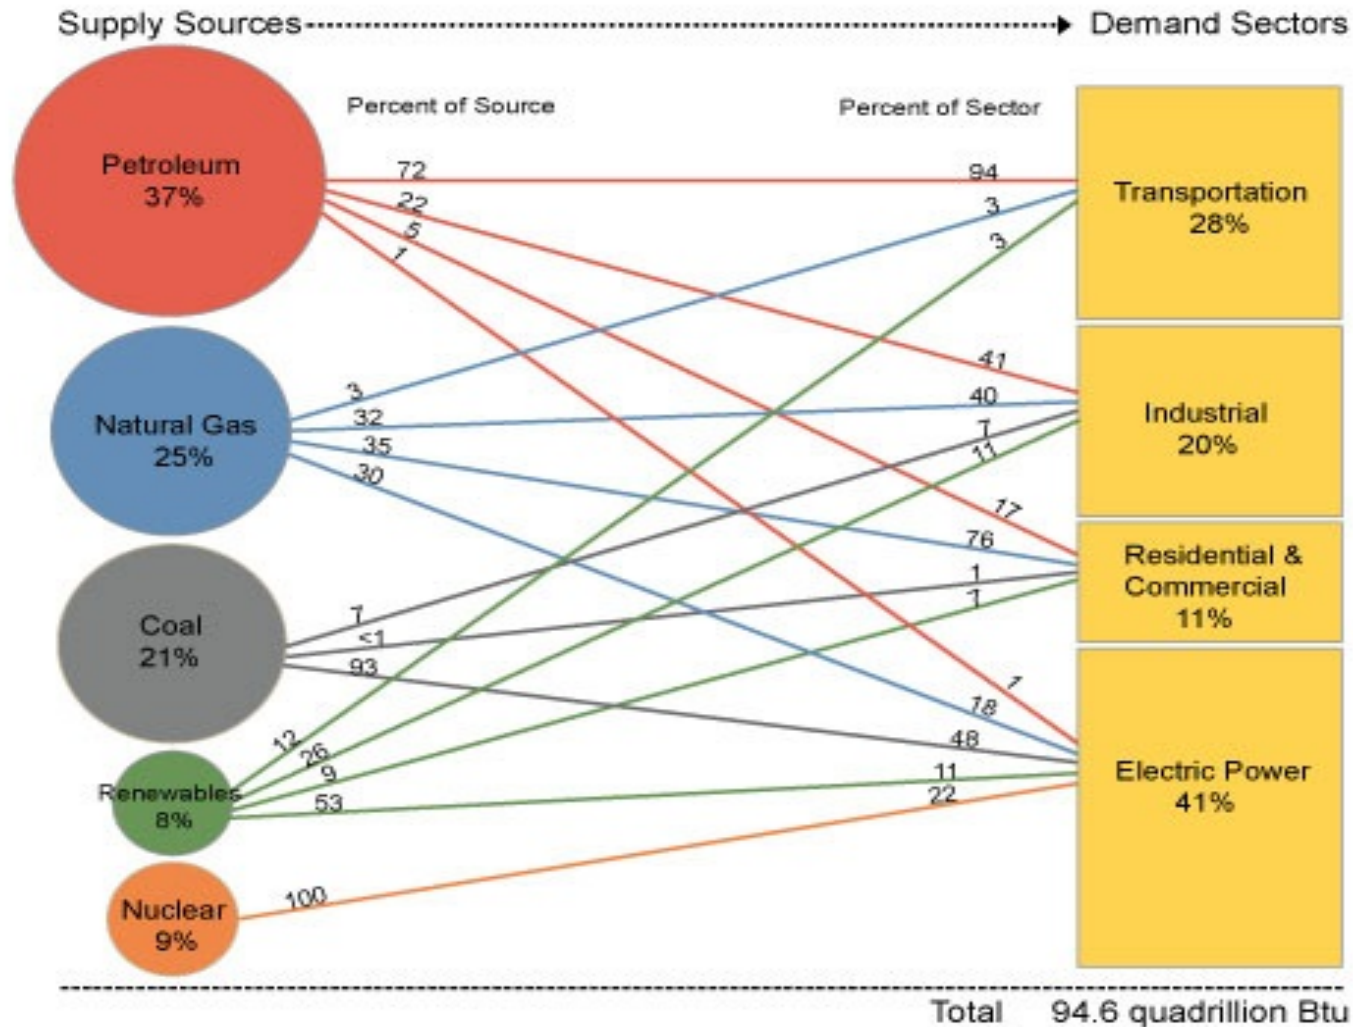 Supply Sources
Demand Sectors
Percent of Source
Percent of Sector
Petroleum
37%
72
22
5
1
94
3
3
Transportation
28%
Natural Gas
25%
3
32
35
30
41
40
7
11
Industrial
20%
Coal
21%
7
<1
93
17
76
1
1
Residential &
Commercial
11%
Renewables
8%
12
26
9
53
1
18
48
11
22
Electric Power
41%
Nuclear
9%
100
Total 94.6 quadrillion Btu